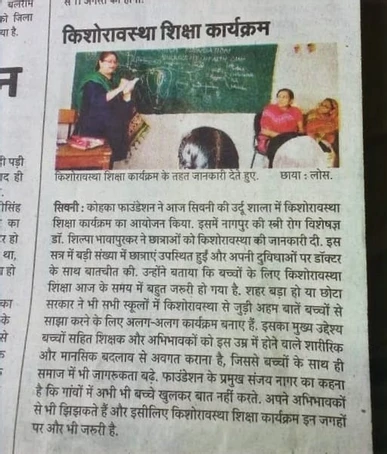 बलराम
को जिला
या है.
न
किशोरावस्था शिक्षा कार्यक्रम
किशोरावस्था शिक्षा कार्यक्रम के तहत जानकारी देते हुए. छाया : लोस.
सिवनी : कोहका फाउंडेशन ने आज सिवनी की उर्दू शाला में किशोरावस्था
शिक्षा कार्यक्रम का आयोजन किया. इसमें नागपुर की स्त्री रोग विशेषज्ञ
डॉ. शिल्पा भावापुरकर ने छात्राओं को किशोरावस्था की जानकारी दी. इस
सत्र में बड़ी संख्या में छात्राएं उपस्थित हुईं और अपनी दुविधाओं पर डॉक्टर
के साथ बातचीत की. उन्होंने बताया कि बच्चों के लिए किशोरावस्था
शिक्षा आज के समय में बहुत जरूरी हो गया है. शहर बड़ा हो या छोटा
सरकार ने भी सभी स्कूलों में किशोरावस्था से जुड़ी अहम बातें बच्चों से
साझा करने के लिए अलग-अलग कार्यक्रम बनाए हैं. इसका मुख्य उद्देश्य
बच्चों सहित शिक्षक और अभिभावकों को इस उम्र में होने वाले शारीरिक
और मानसिक बदलाव से अवगत कराना है, जिससे बच्चों के साथ ही
समाज में भी जागरूकता बढ़े. फाउंडेशन के प्रमुख संजय नागर का कहना
है कि गांवों में अभी भी बच्चे खुलकर बात नहीं करते. अपने अभिभावकों
से भी झिझकते हैं और इसीलिए किशोरावस्था शिक्षा कार्यक्रम इन जगहों
पर और भी जरूरी है.